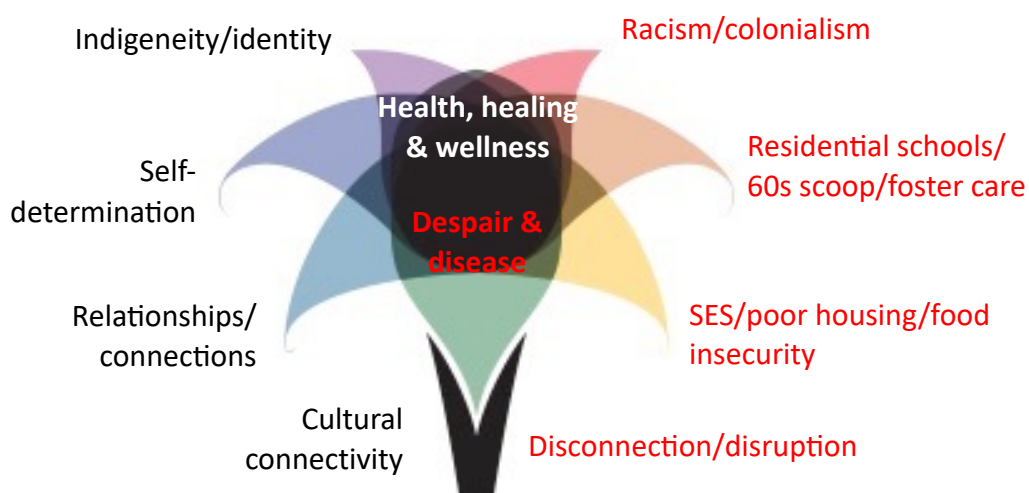 Indigeneity/identity
Racism/colonialism
Health, healing
& wellness
Self-
determination
Residential schools/
60s scoop/foster care
Despair &
disease
Relationships/
connections
SES/poor housing/food
insecurity
Cultural
connectivity
Disconnection/disruption